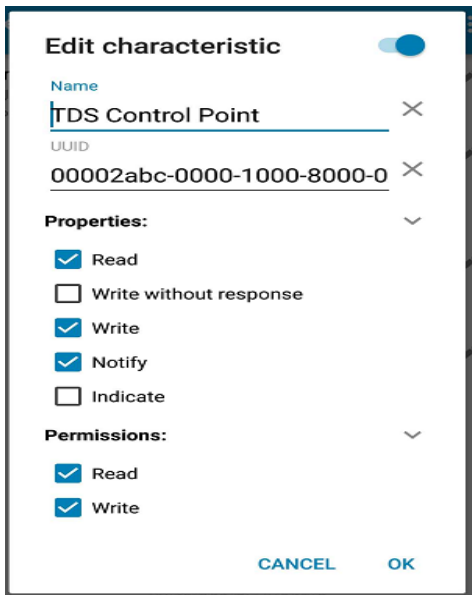 Edit characteristic
Name
TDS Control Point
UUID
00002abc-0000-1000-8000-0
Properties:
Read
Write without response
Write
Notify
Indicate
Permissions:
Read
Write
CANCEL OK